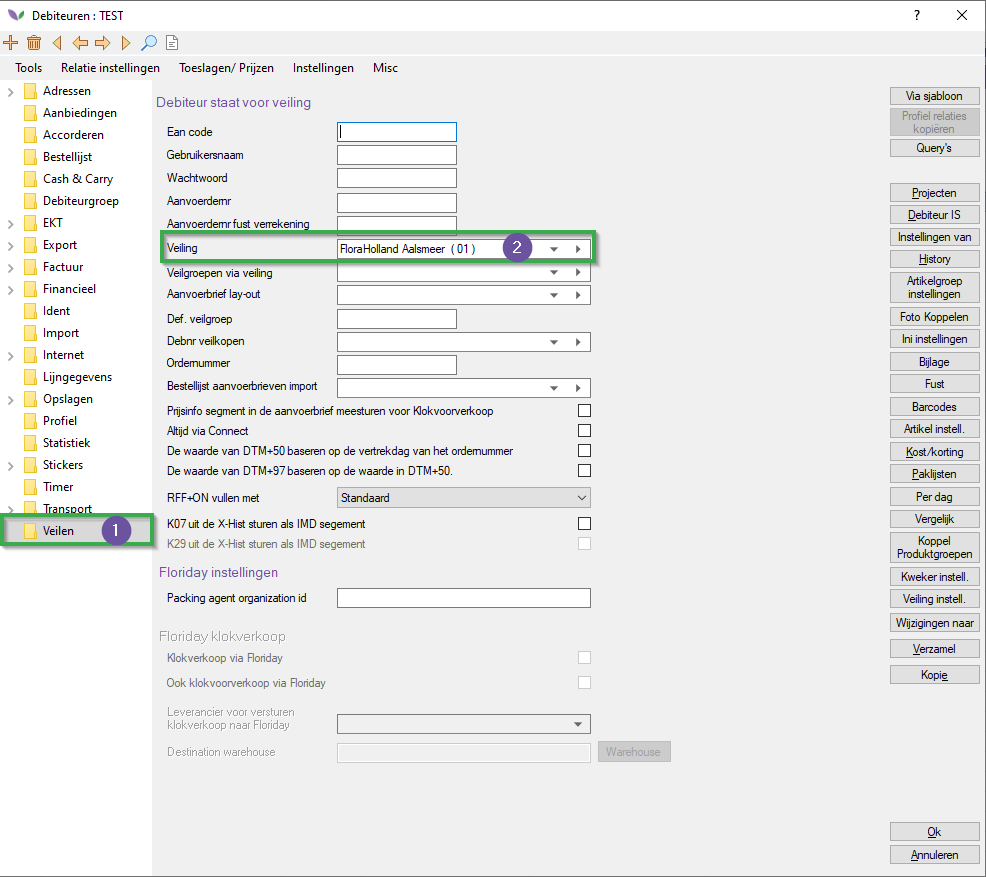 Debiteuren : TEST
?
Tools Relatie instellingen Toeslagen/ Prijzen Instellingen Misc
Adressen
Aanbiedingen
Accorderen
Bestellijst
Cash & Carry
Debiteurgroep
EKT
Export
Factuur
Financieel
Ident
Import
Internet
Lijngegevens
Opslagen
Profiel
Statistiek
Stickers
Timer
Transport
Veilen 1
Debiteur staat voor veiling
Ean code
Gebruikersnaam
Wachtwoord
Aanvoerdernr
Aanvoerdernr fust verrekening
Veiling FloraHolland Aalsmeer ( 01 ) 2
Veilgroepen via veiling
Aanvoerbrief lay-out
Def. veilgroep
Debnr veilkopen
Ordernummer
Bestellijst aanvoerbrieven import
Prijsinfo segment in de aanvoerbrief meesturen voor Klokvoorverkoop
Altijd via Connect
De waarde van DTM+50 baseren op de vertrekdag van het ordernummer
De waarde van DTM+97 baseren op de waarde in DTM+50.
RFF+ON vullen met Standaard
K07 uit de X-Hist sturen als IMD segement
K29 uit de X-Hist sturen als IMD segement
Floriday instellingen
Packing agent organization id
Floriday klokverkoop
Klokverkoop via Floriday
Ook klokvoorverkoop via Floriday
Leverancier voor versturen
klokverkoop naar Floriday
Destination warehouse Warehouse
Via sjabloon
Profiel relaties
kopiëren
Query's
Projecten
Debiteur IS
Instellingen van
History
Artikelgroep
instellingen
Foto Koppelen
Ini instellingen
Bijlage
Fust
Barcodes
Artikel instell.
Kost/korting
Paklijsten
Per dag
Vergelijk
Koppel
Produktgroepen
Kweker instell.
Veiling instell.
Wijzigingen naar
Verzamel
Kopie
Ok
Annuleren